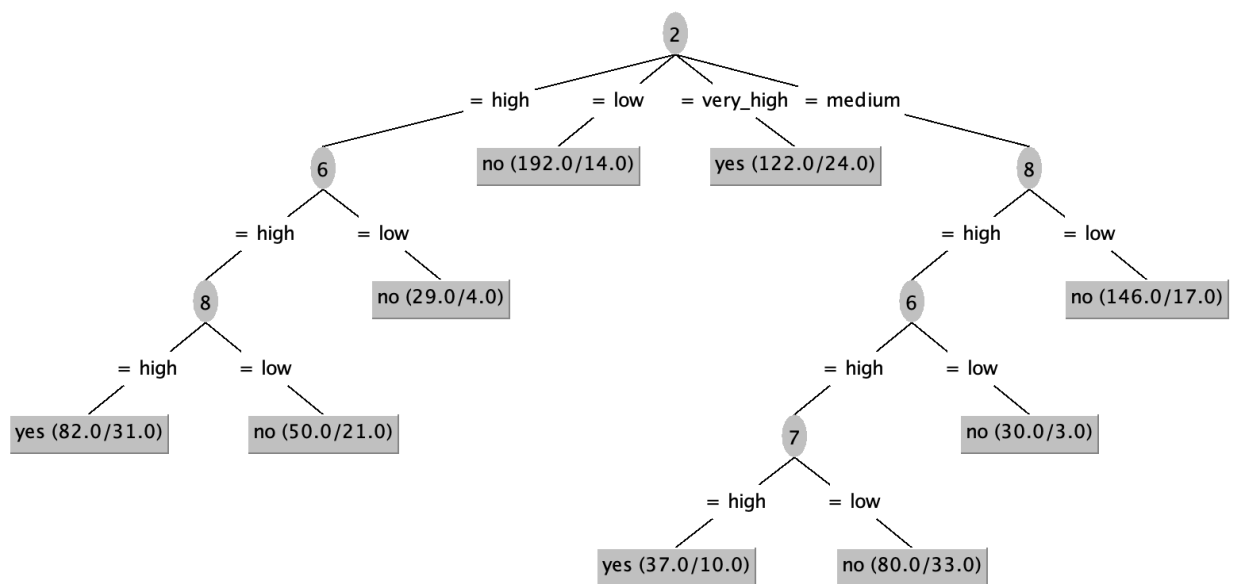 2
= high = low = very_high = medium
6 no (192.0/14.0) yes (122.0/24.0) 8
= high = low = high = low
8 no (29.0/4.0) 6 no (146.0/17.0)
= high = low = high = low
yes (82.0/31.0) no (50.0/21.0) 7 no (30.0/3.0)
= high = low
yes (37.0/10.0) no (80.0/33.0)